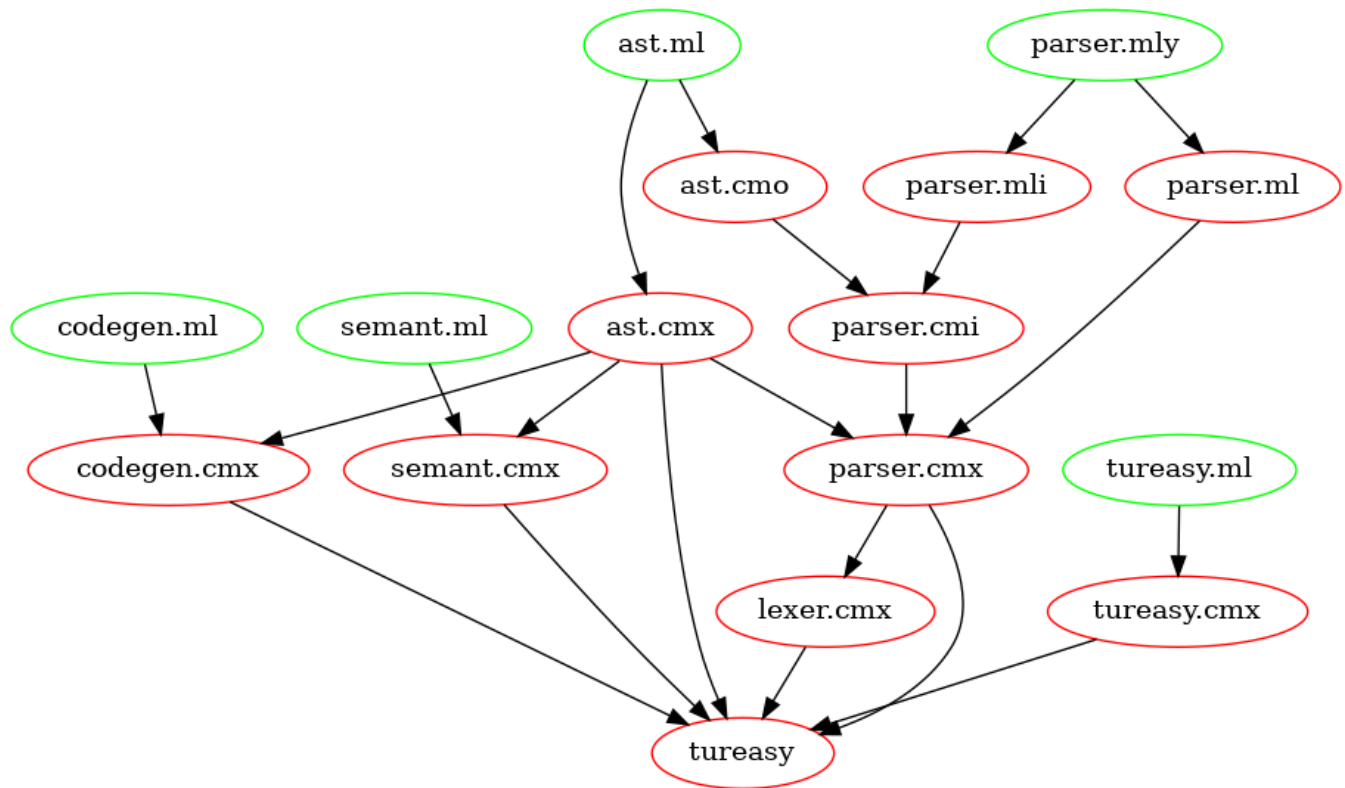 ast.ml
parser.mly
ast.cmo
parser.mli
parser.ml
codegen.ml
semant.ml
ast.cmx
parser.cmi
codegen.cmx
semant.cmx
parser.cmx
tureasy.ml
lexer.cmx
tureasy.cmx
tureasy